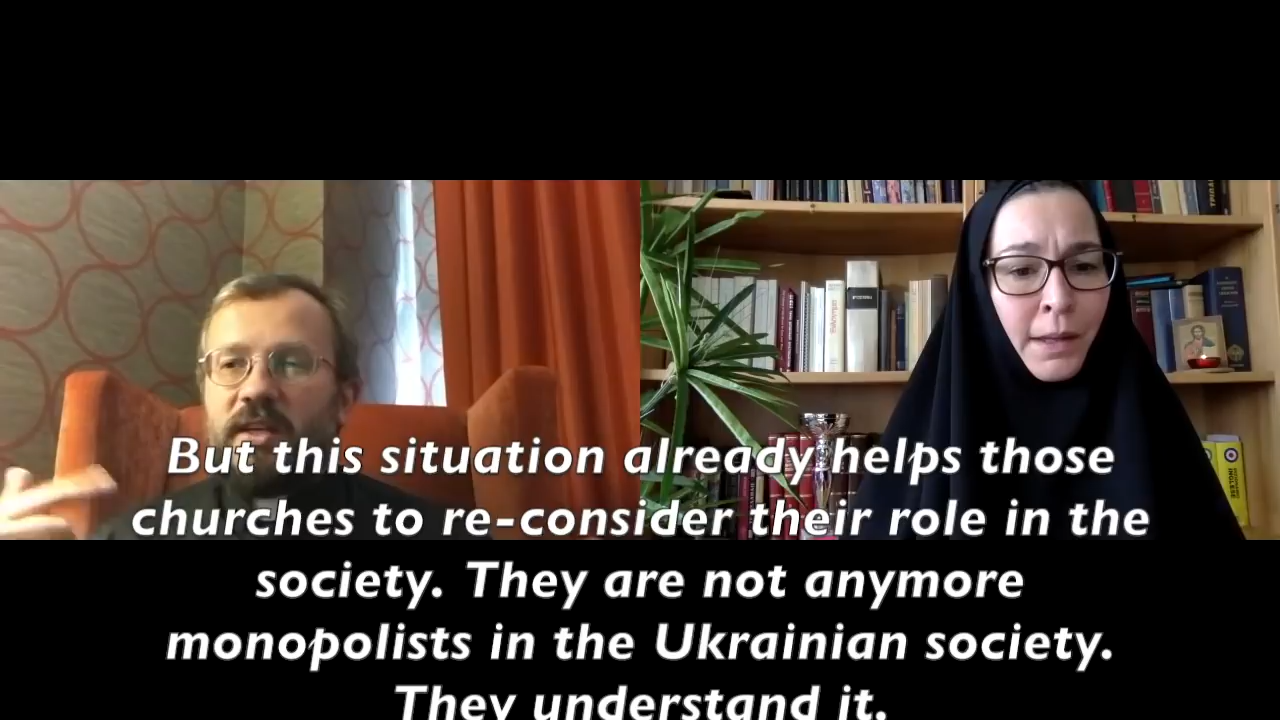 But this situation already helps those
churches to re-consider their role in the
society. They are not anymore
monopolists in the Ukrainian society.
They understand it.